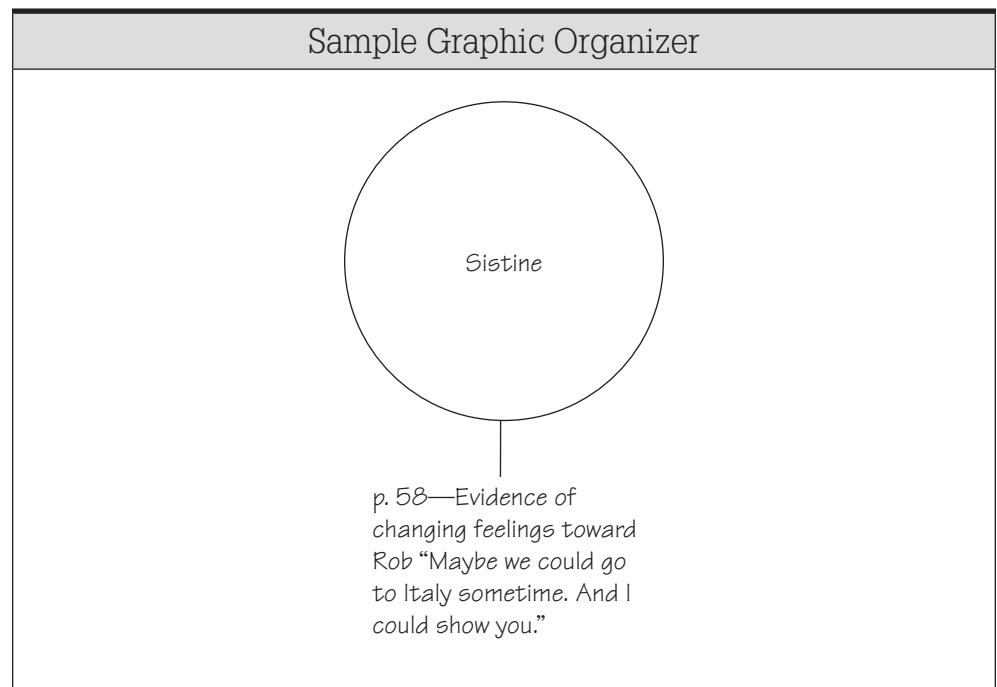 Sample Graphic Organizer
Sistine
p. 58—Evidence of
changing feelings toward
Rob “Maybe we could go
to Italy sometime. And I
could show you.”